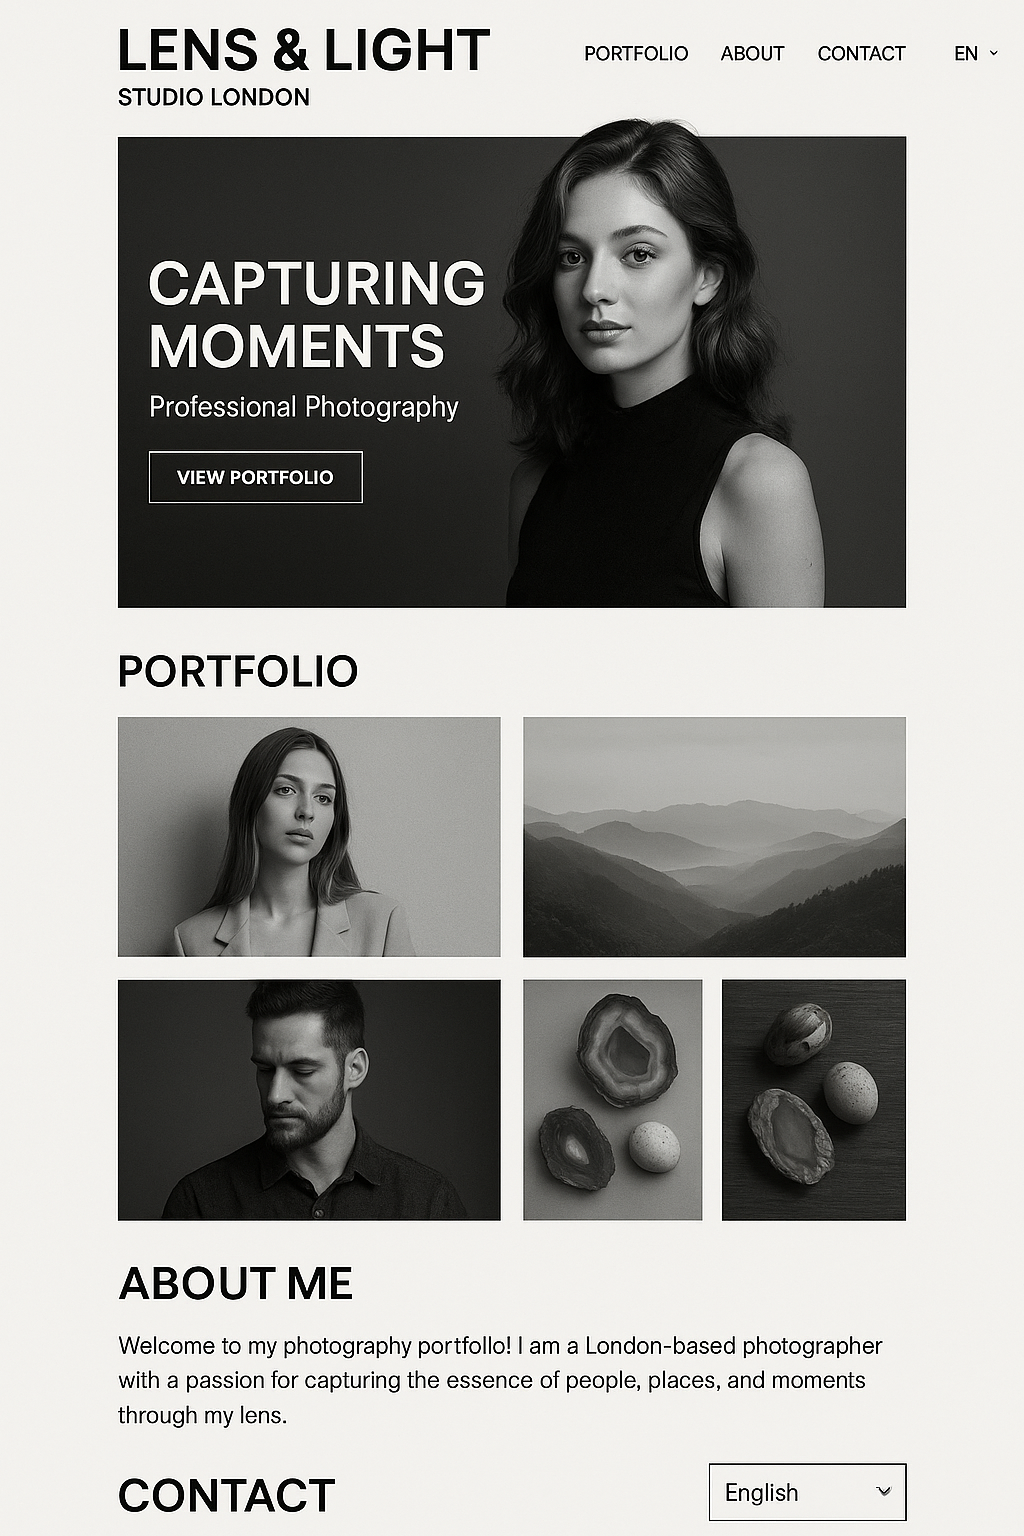 LENS & LIGHT
STUDIO LONDON
PORTFOLIO ABOUT CONTACT EN
CAPTURING
MOMENTS
Professional Photography
VIEW PORTFOLIO
PORTFOLIO
ABOUT ME
Welcome to my photography portfollo! I am a London-based photographer
with a passion for capturing the essence of people, places, and moments
through my lens.
CONTACT
English